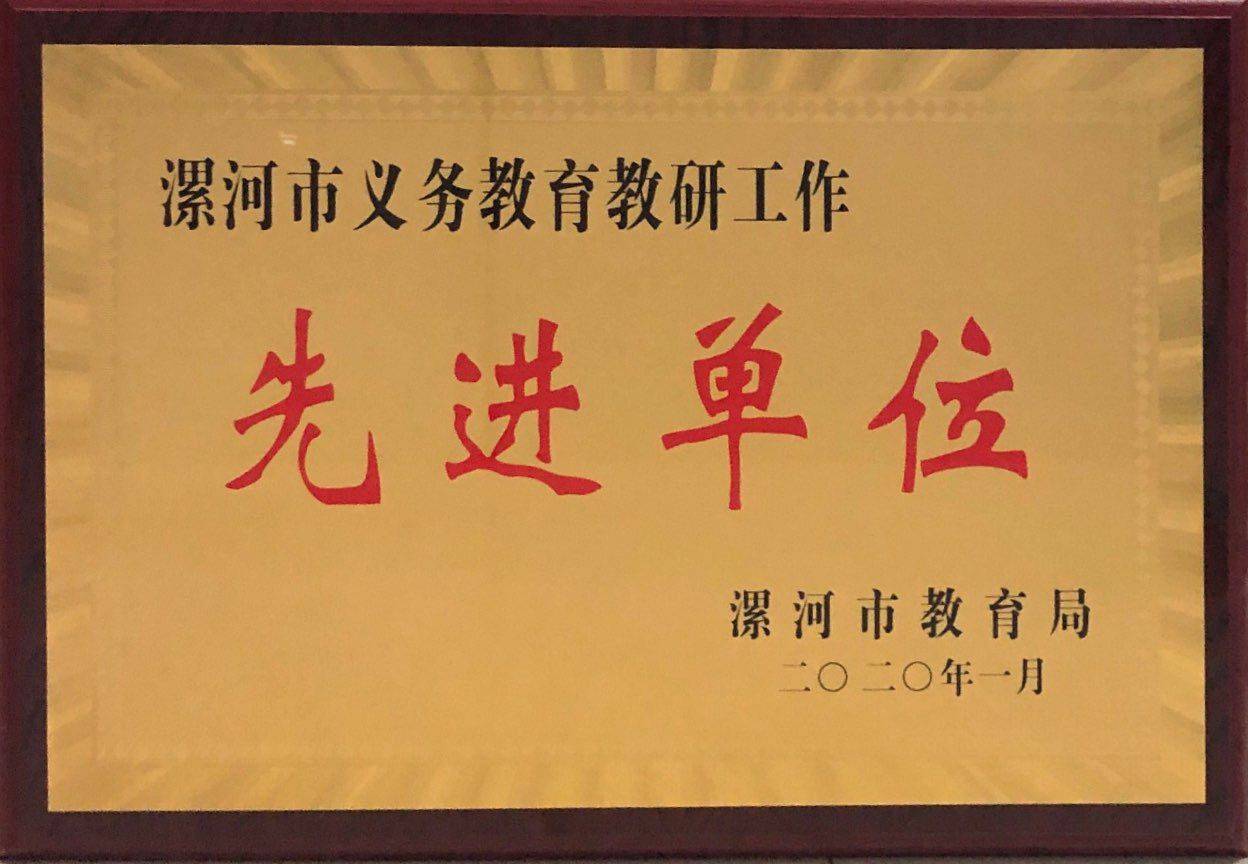 漯河市义务教育教研工作
先进单位
漯河市教育局
二〇二〇年一月